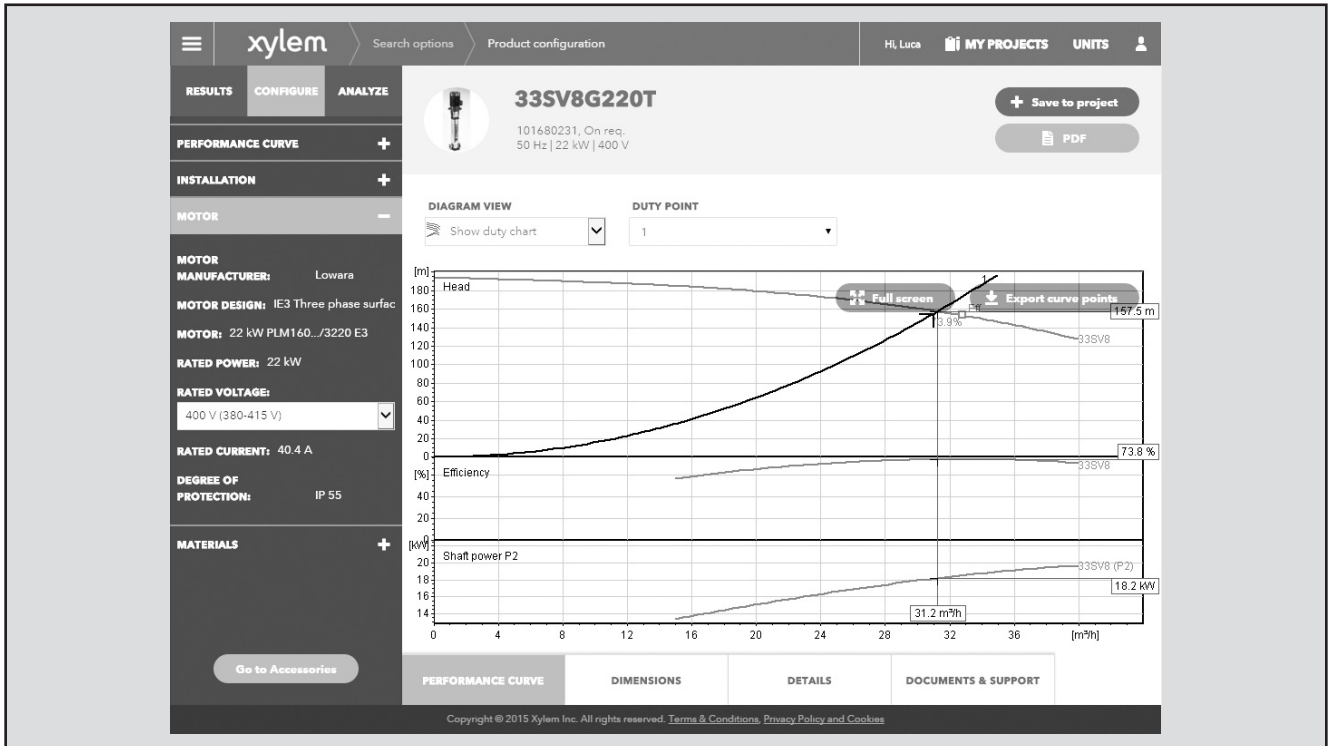 xylem
Search options
Product configuration
Hi, Luca
MY PROJECTS
UNITS
RESULTS
CONFIGURE
ANALYZE
PERFORMANCE CURVE +
INSTALLATION +
MOTOR −
MOTOR
MANUFACTURER: Lowara
MOTOR DESIGN: IE3 Three phase surfac
MOTOR: 22 kW PLM160.../3220 E3
RATED POWER: 22 kW
RATED VOLTAGE:
400 V (380-415 V)
RATED CURRENT: 40.4 A
DEGREE OF
PROTECTION: IP 55
MATERIALS +
Go to Accessories
33SV8G220T
101680231, On req.
50 Hz | 22 kW | 400 V
+ Save to project
PDF
DIAGRAM VIEW
Show duty chart
DUTY POINT
1
[m]
Head
180
160
140
120
100
80
60
40
20
0
1
Full screen
Export curve points
Eff
3.9%
157.5 m
33SV8
[%]
Efficiency
40
20
0
73.8 %
33SV8
[kW]
Shaft power P2
20
18
16
14
33SV8 (P2)
18.2 kW
31.2 m³/h
0 4 8 12 16 20 24 28 32 36 [m³/h]
PERFORMANCE CURVE
DIMENSIONS
DETAILS
DOCUMENTS & SUPPORT
Copyright © 2015 Xylem Inc. All rights reserved. Terms & Conditions, Privacy Policy and Cookies